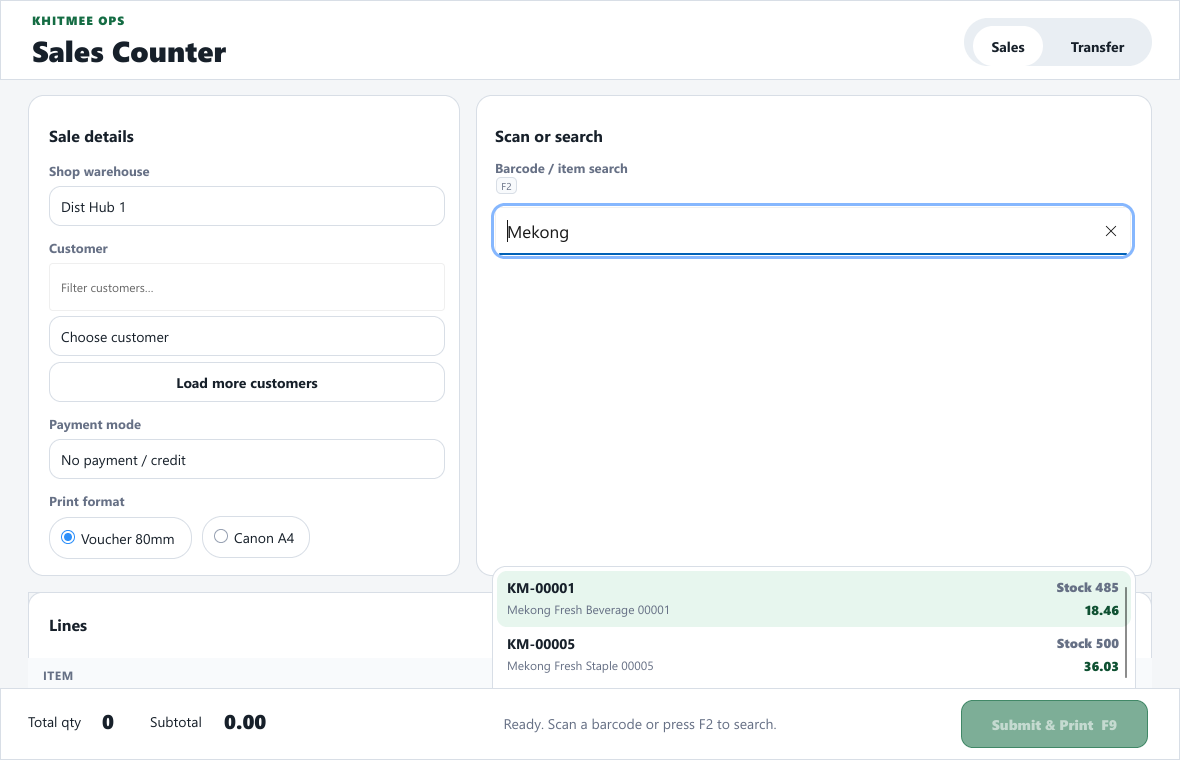 KHITMEE OPS
Sales Counter
Sales
Transfer
Sale details
Shop warehouse
Dist Hub 1
Customer
Filter customers...
Choose customer
Load more customers
Payment mode
No payment / credit
Print format
Voucher 80mm
Canon A4
Scan or search
Barcode / item search
F2
Mekong
KM-00001
Stock 485
Mekong Fresh Beverage 00001
18.46
KM-00005
Stock 500
Mekong Fresh Staple 00005
36.03
Lines
ITEM
Total qty 0
Subtotal 0.00
Ready. Scan a barcode or press F2 to search.
Submit & Print F9